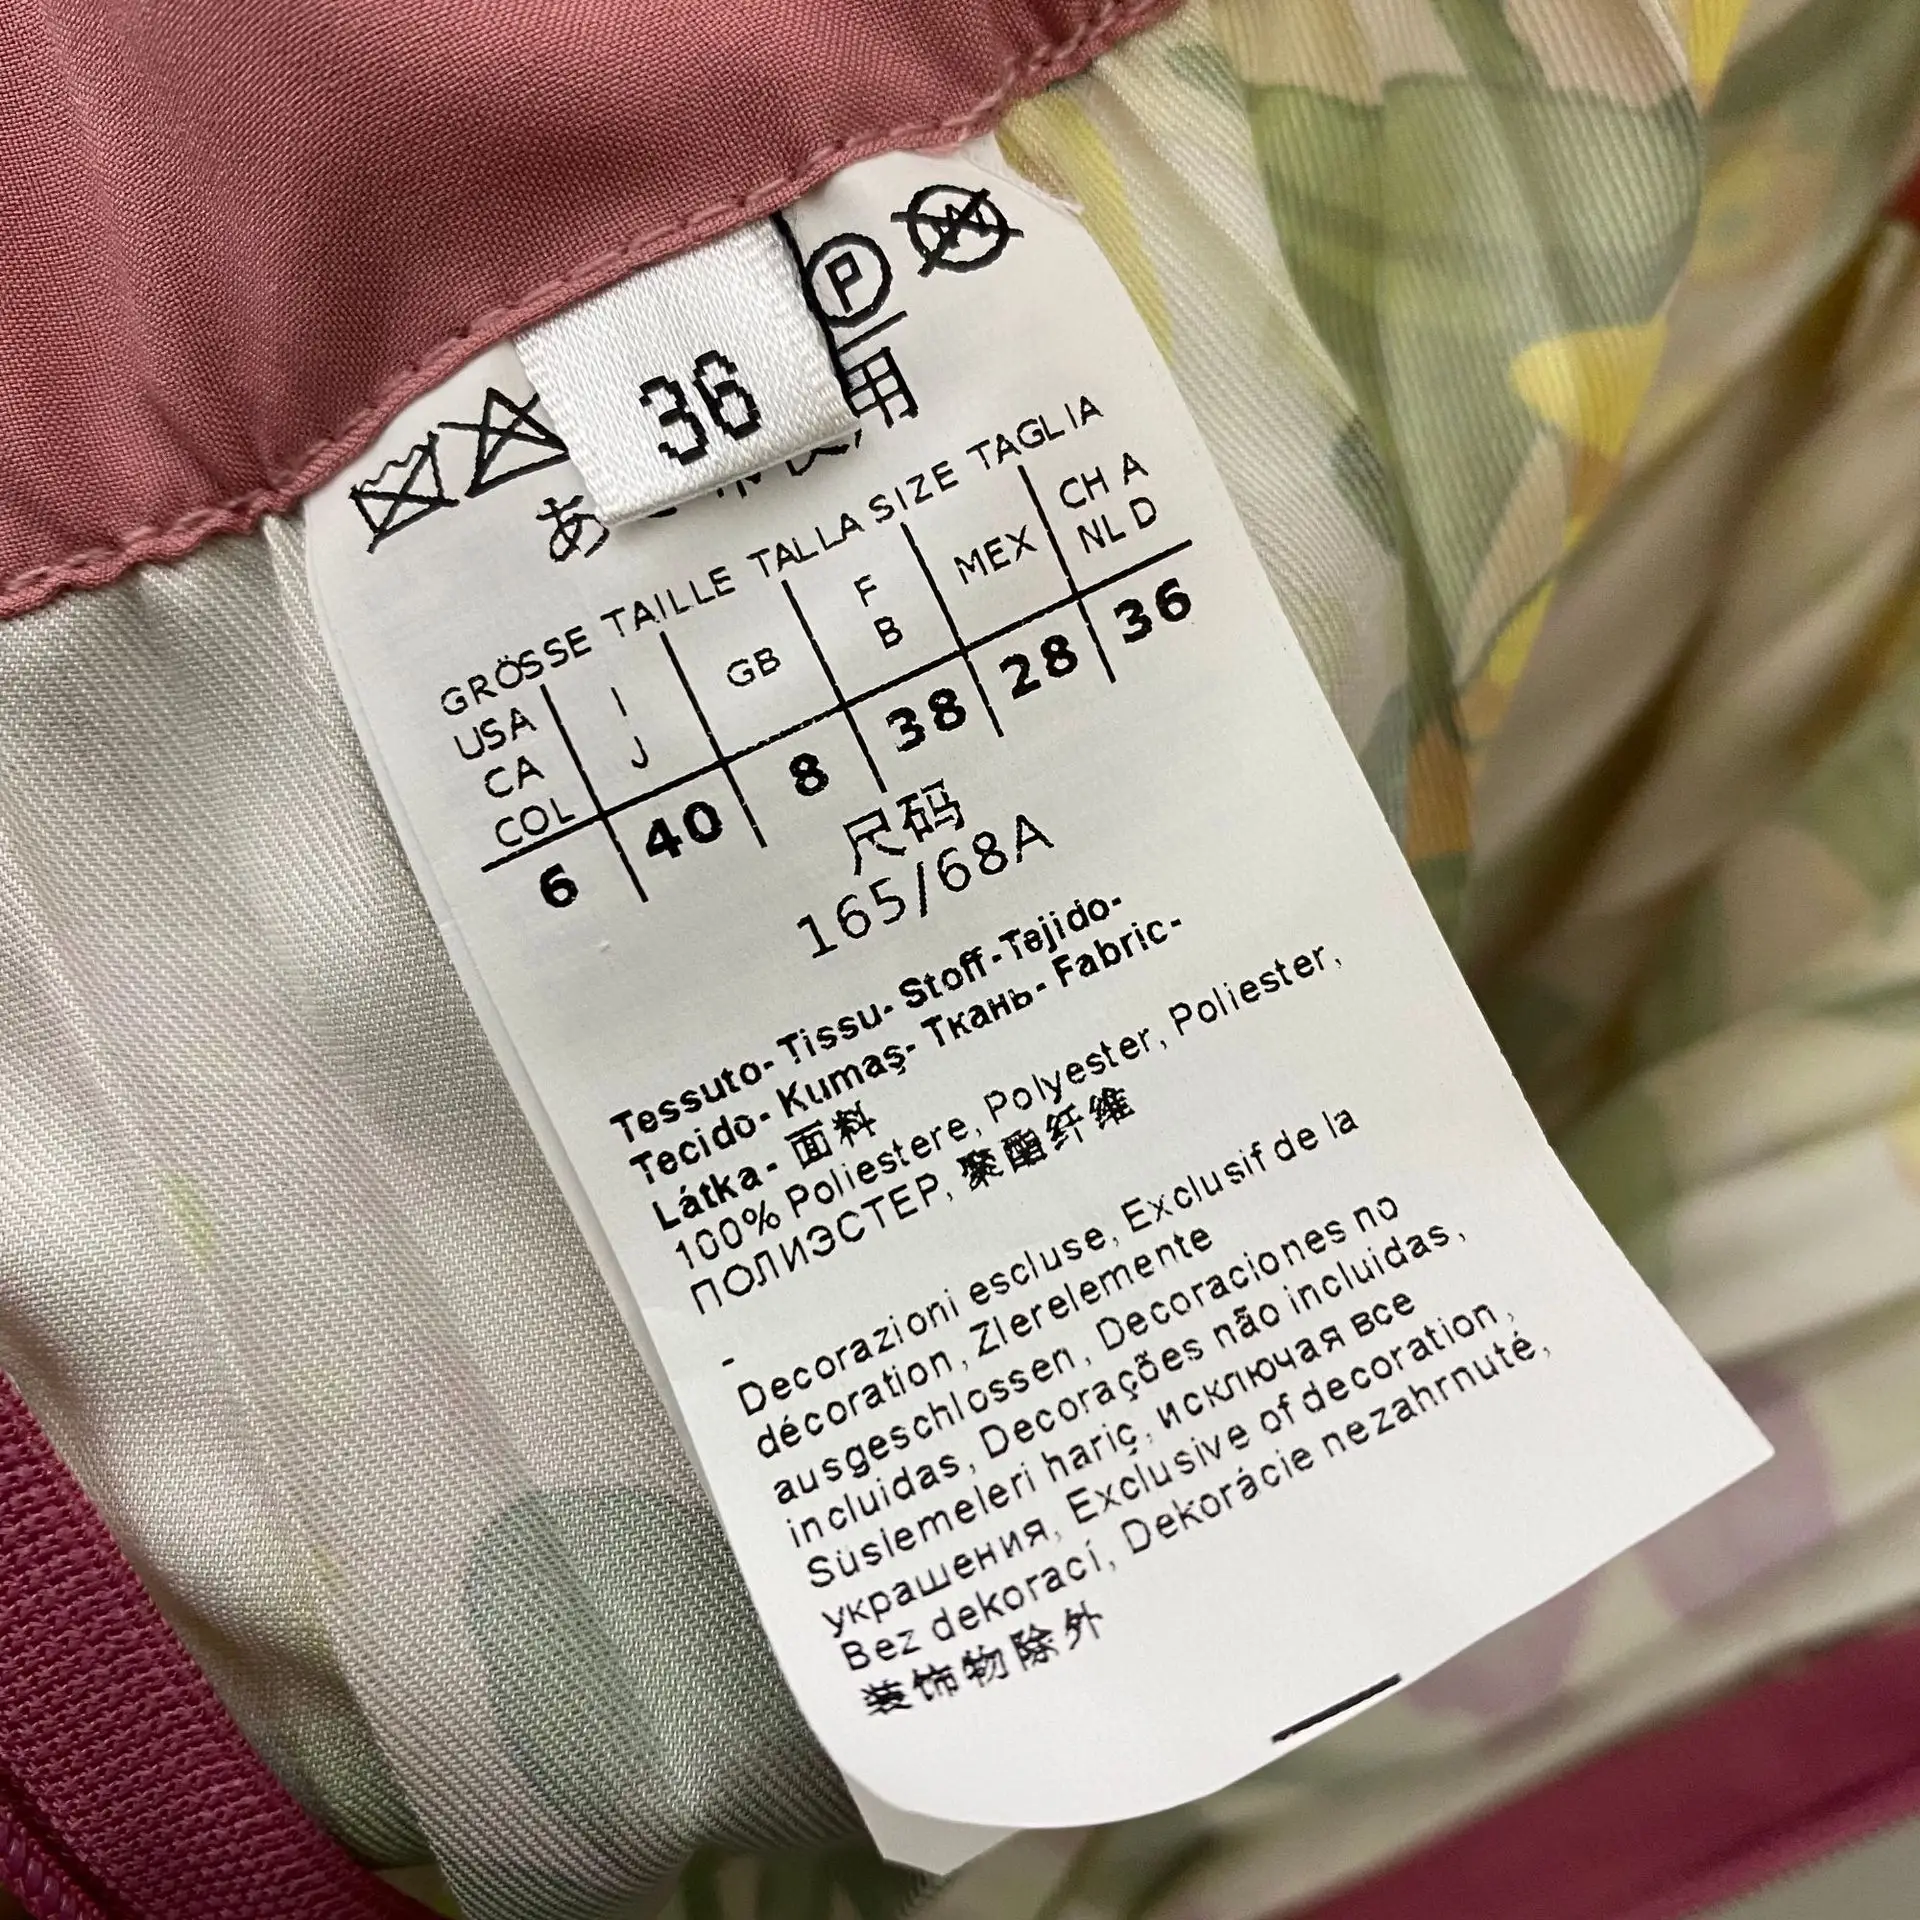 P
W
36
あ
用
GRÖSSE TAILLE TALLA SIZE TAGLIA
USA CA COL | I J | GB | F B | MEX | CH A NL D
6 | 40 | 8 | 38 | 28 | 36
尺码
165/68A
Tessuto-Tissu-Stoff-Tejido-
Tecido-Kumaş-Ткань-Fabric-
Látka-面料
100% Poliestere, Polyester, Poliester,
ПОЛИЭСТЕР, 聚酯纤维
-
Decorazioni escluse, Exclusif de la
décoration, Zierelemente
ausgeschlossen, Decoraciones no
incluidas, Decorações não incluidas,
Süslemeleri hariç, исключая все
украшения, Exclusive of decoration,
Bez dekorací, Dekorácie nezahrnuté,
装饰物除外